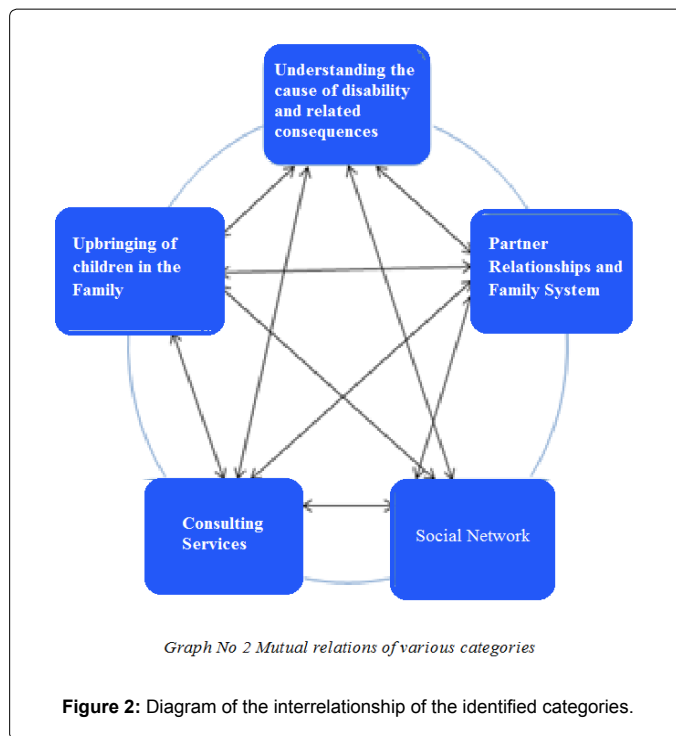 Understanding the
cause of disability
and related
consequences
Upbringing of
children in the
Family
Partner
Relationships and
Family System
Consulting
Services
Social Network
Graph No 2 Mutual relations of various categories
Figure 2: Diagram of the interrelationship of the identified categories.